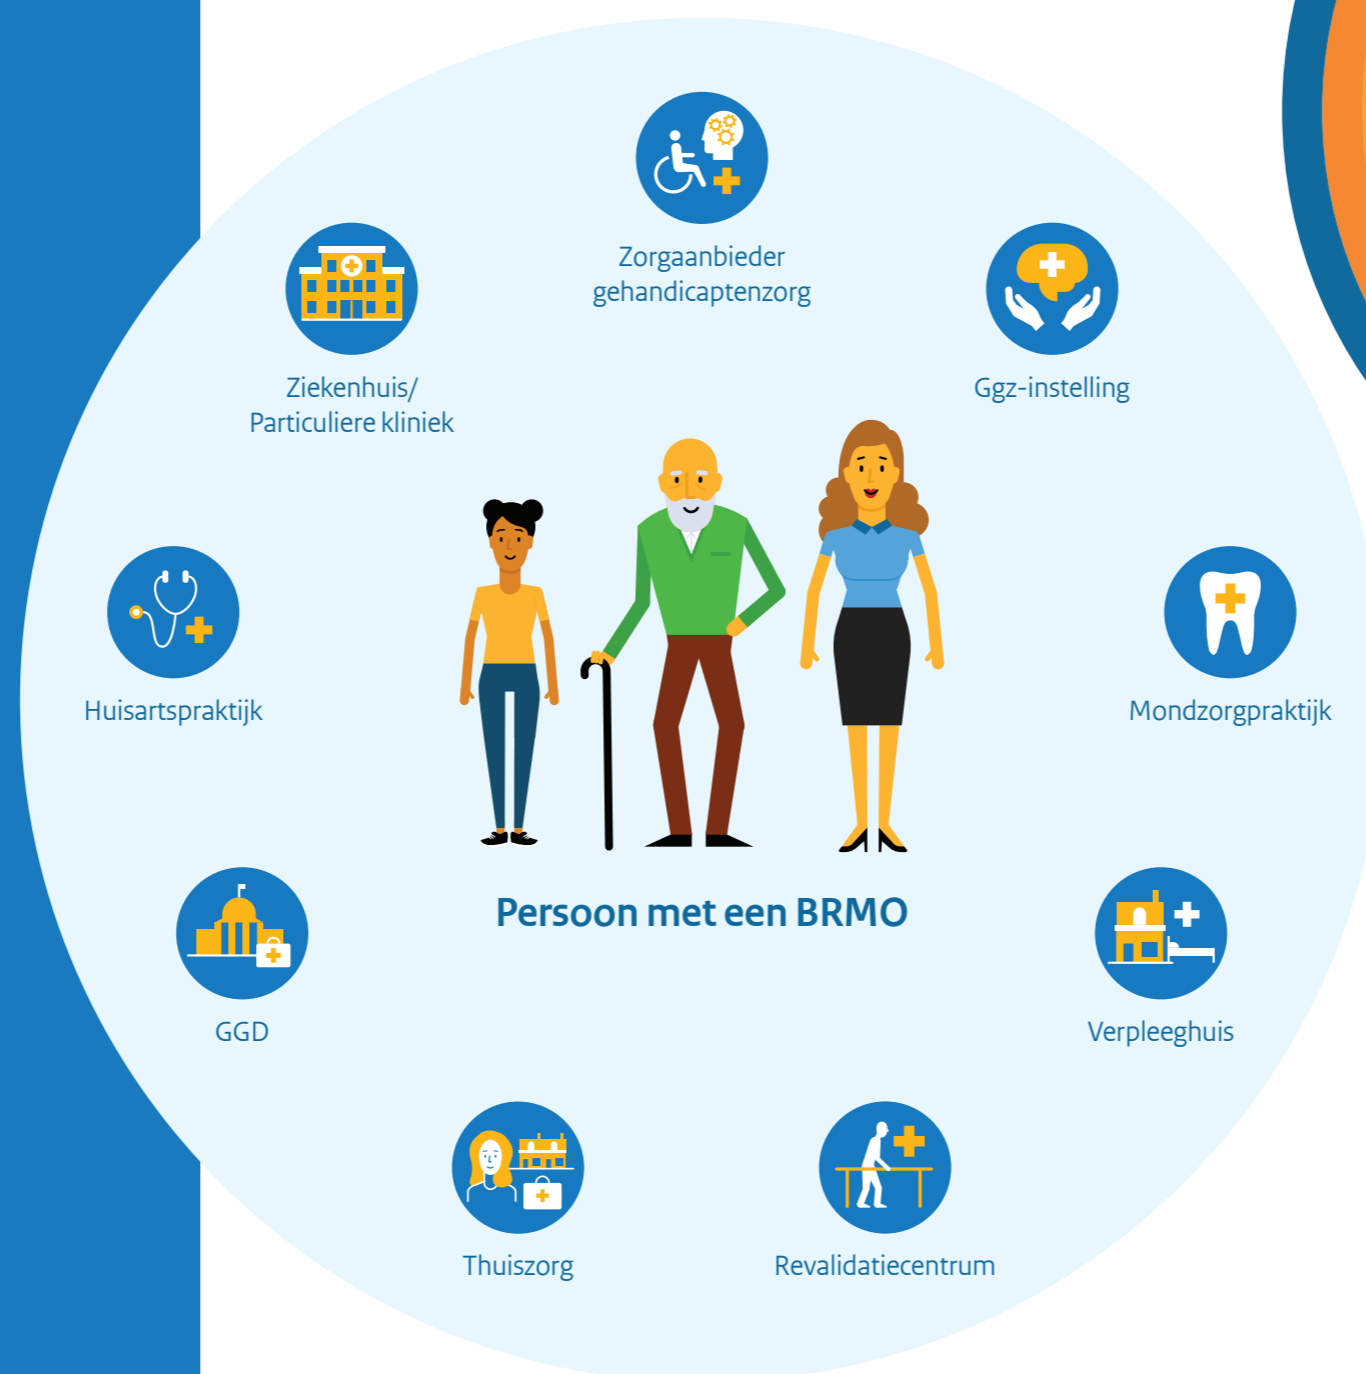 Zorgaanbieder
gehandicaptenzorg
Ziekenhuis/
Particuliere kliniek
Ggz-instelling
Huisartspraktijk
Mondzorgpraktijk
Persoon met een BRMO
GGD
Verpleeghuis
Thuiszorg
Revalidatiecentrum